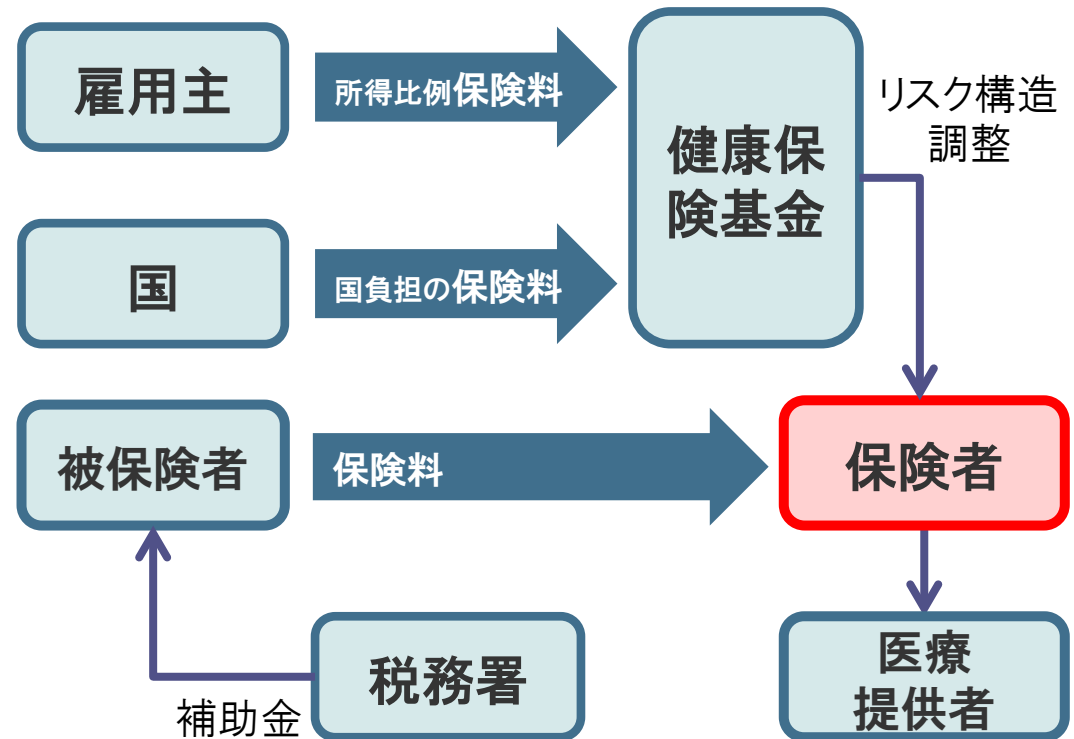 雇用主
所得比例保険料
健康保
険基金
リスク構造
調整
国
国負担の保険料
被保険者
保険料
保険者
税務署
補助金
医療
提供者